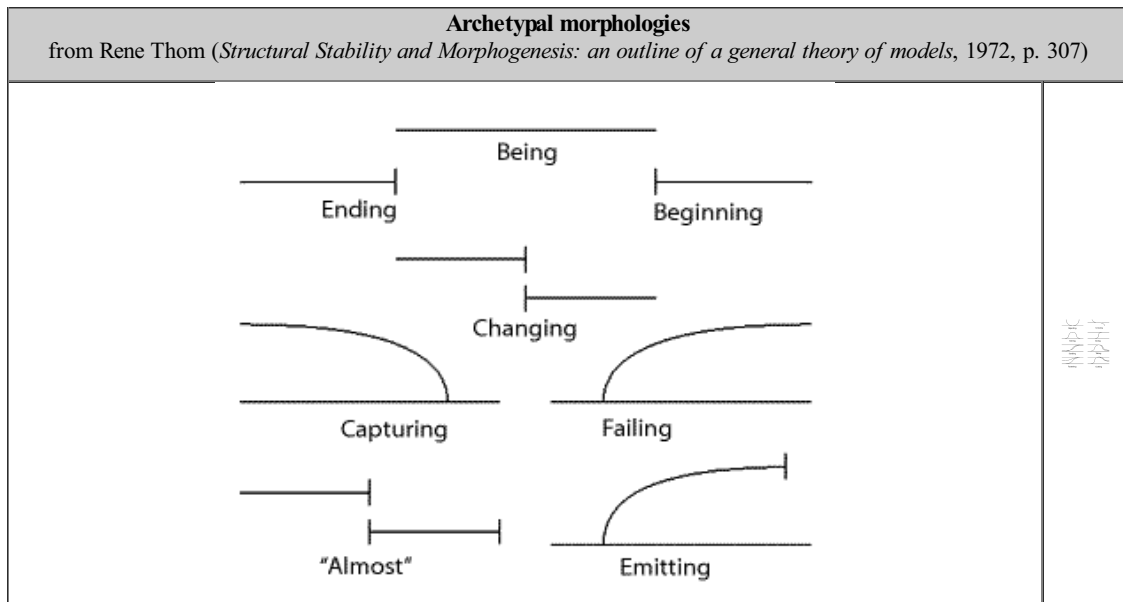 Archetypal morphologies
from Rene Thom (Structural Stability and Morphogenesis: an outline of a general theory of models, 1972, p. 307)
Being
Ending
Beginning
Changing
Capturing
Failing
"Almost"
Emitting